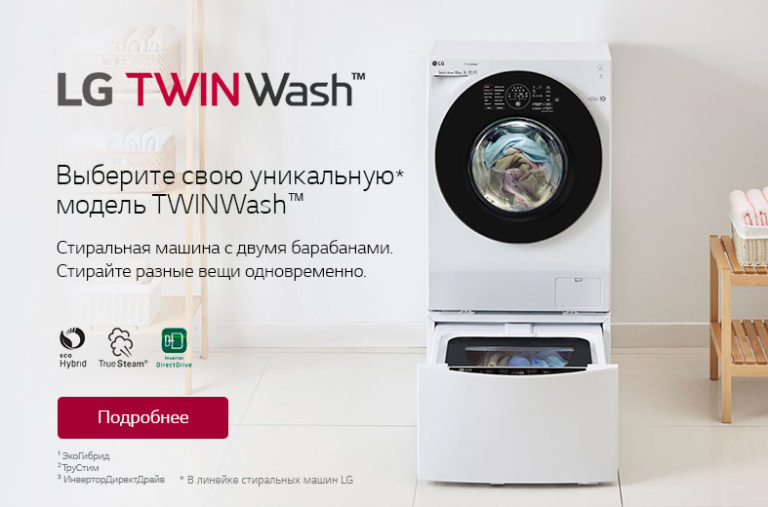 LG TWINWash™
Выберите свою уникальную*
модель TWINWash™
Стиральная машина с двумя барабанами.
Стирайте разные вещи одновременно.
ECO
Hybrid
TrueSteam®
Inverter
DirectDrive
Подробнее
¹ ЭкоГибрид
² ТруСтим
³ ИнверторДиректДрайв * В линейке стиральных машин LG
LG